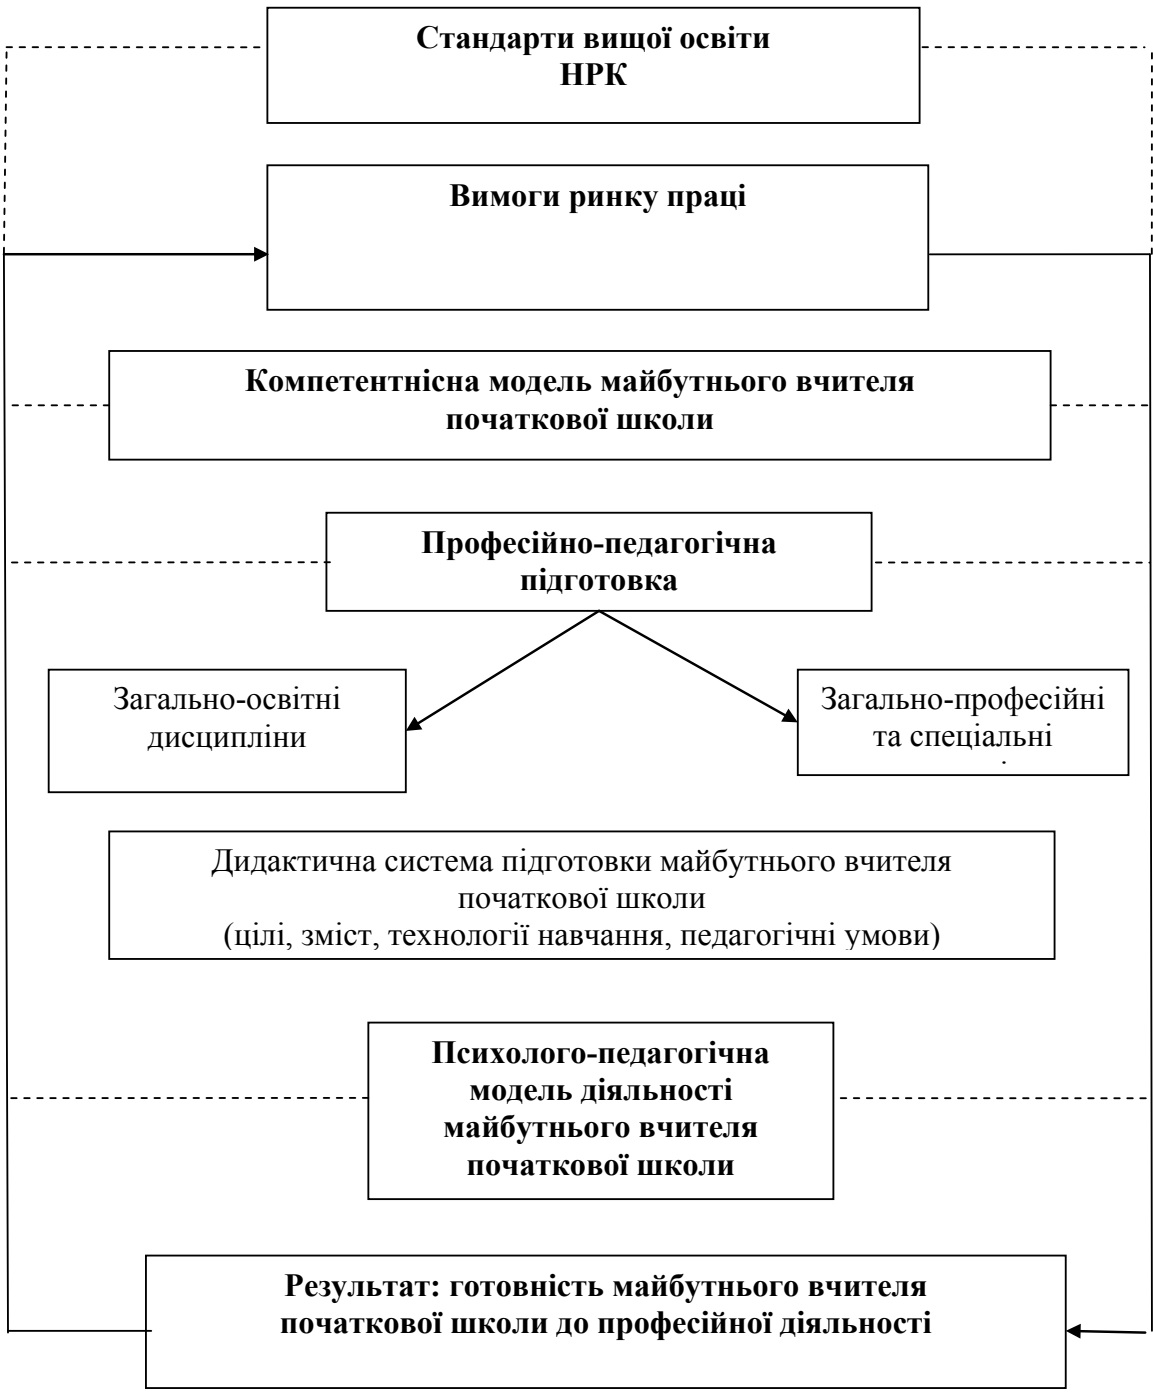 Стандарти вищої освіти
НРК
Вимоги ринку праці
Компетентнісна модель майбутнього вчителя
початкової школи
Професійно-педагогічна
підготовка
Загально-освітні
дисципліни
Загально-професійні
та спеціальні
Дидактична система підготовки майбутнього вчителя
початкової школи
(цілі, зміст, технології навчання, педагогічні умови)
Психолого-педагогічна
модель діяльності
майбутнього вчителя
початкової школи
Результат: готовність майбутнього вчителя
початкової школи до професійної діяльності